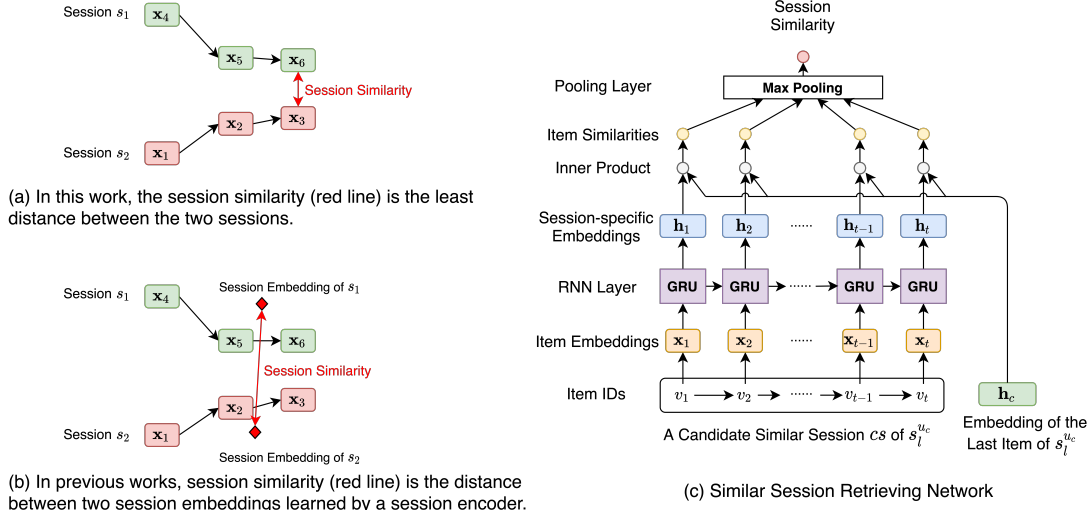 Session s₁
x₄
x₅
x₆
Session Similarity
x₃
x₂
Session s₂
x₁
(a) In this work, the session similarity (red line) is the least
distance between the two sessions.
Session s₁
x₄
Session Embedding of s₁
x₅
x₆
Session Similarity
x₂
x₃
Session s₂
x₁
Session Embedding of s₂
(b) In previous works, session similarity (red line) is the distance
between two session embeddings learned by a session encoder.
Session
Similarity
Pooling Layer
Max Pooling
Item Similarities
Inner Product
Session-specific
Embeddings
h₁ h₂ ...... hₜ₋₁ hₜ
RNN Layer
GRU GRU ...... GRU GRU
Item Embeddings
x₁ x₂ ...... xₜ₋₁ xₜ
Item IDs
v₁ v₂ ...... vₜ₋₁ vₜ
A Candidate Similar Session cs of s_l^{u_c}
h_c
Embedding of the
Last Item of s_l^{u_c}
(c) Similar Session Retrieving Network